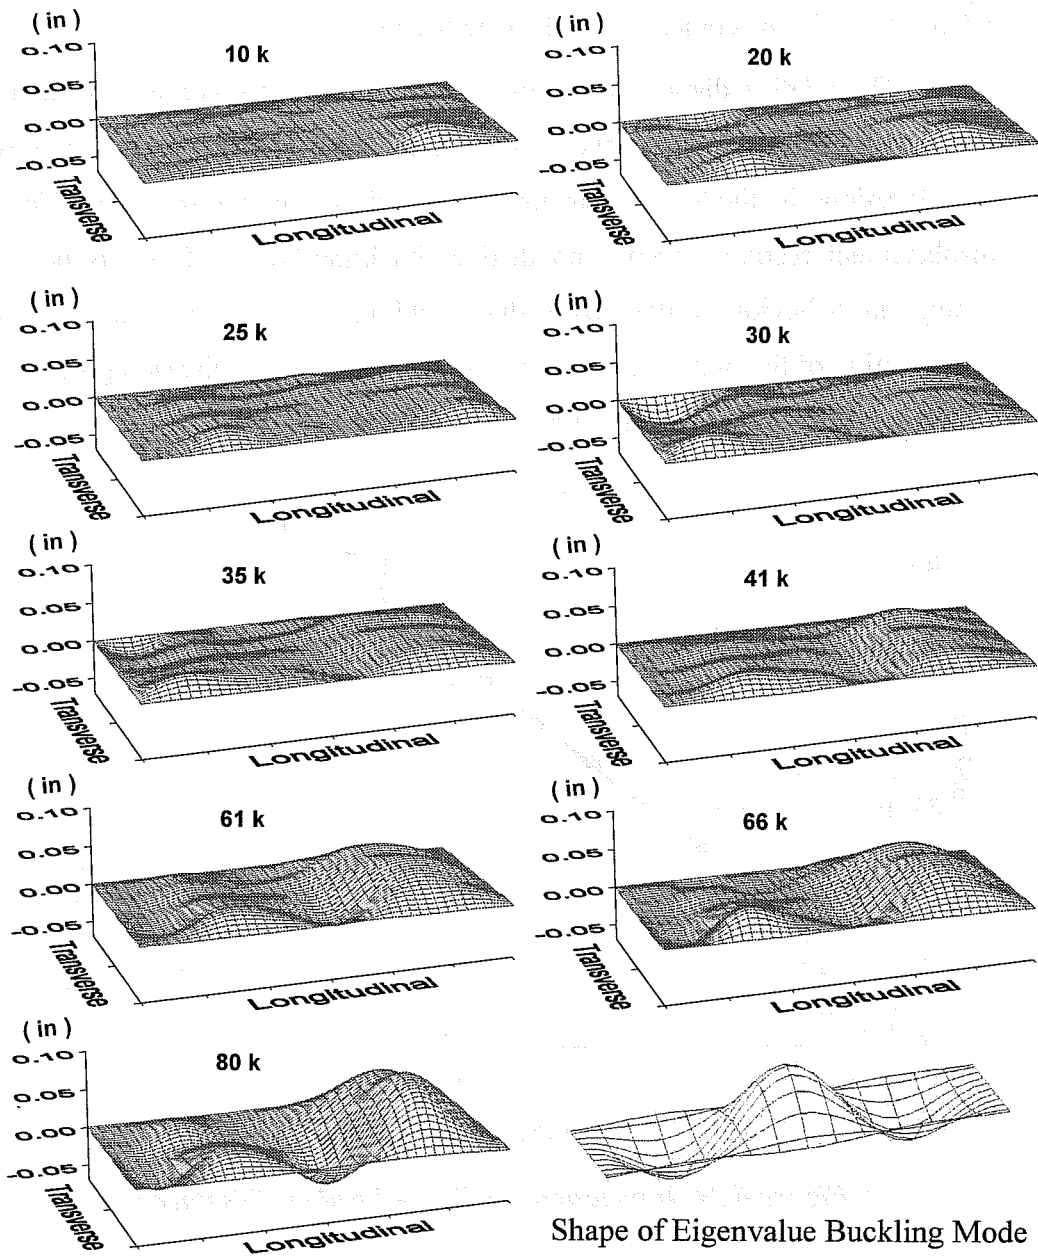 ( in )
10 k
0.10
0.05
0.00
-0.05
Transverse
Longitudinal
( in )
20 k
0.10
0.05
0.00
-0.05
Transverse
Longitudinal
( in )
25 k
0.10
0.05
0.00
-0.05
Transverse
Longitudinal
( in )
30 k
0.10
0.05
0.00
-0.05
Transverse
Longitudinal
( in )
35 k
0.10
0.05
0.00
-0.05
Transverse
Longitudinal
( in )
41 k
0.10
0.05
0.00
-0.05
Transverse
Longitudinal
( in )
61 k
0.10
0.05
0.00
-0.05
Transverse
Longitudinal
( in )
66 k
0.10
0.05
0.00
-0.05
Transverse
Longitudinal
( in )
80 k
0.10
0.05
0.00
-0.05
Transverse
Longitudinal
Shape of Eigenvalue Buckling Mode